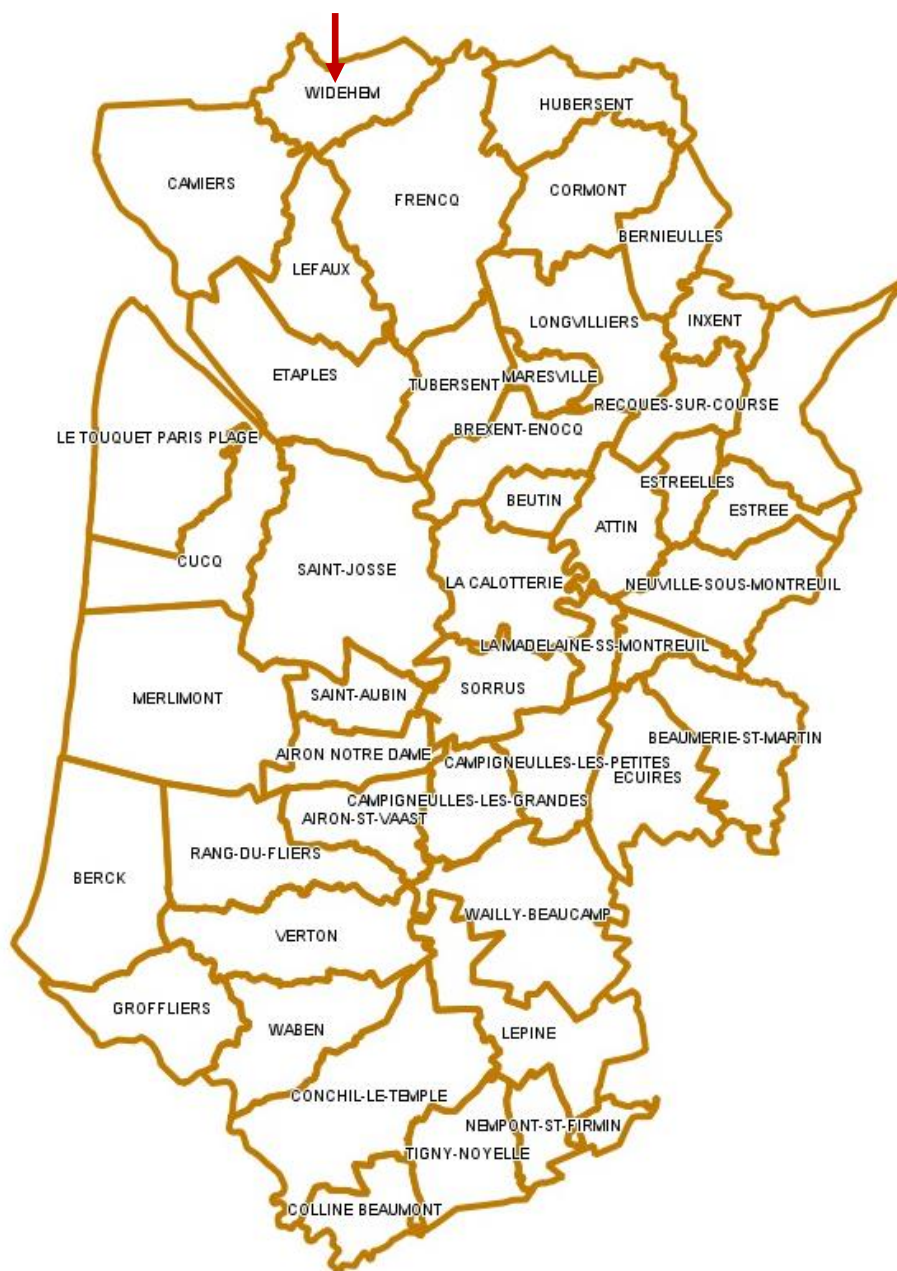 WIDEHEM
HUBERSENT
CAMIERS
FRENCQ
CORMONT
BERNIEULLES
LEFAUX
LONGVILLIERS
INXENT
ETAPLES
TUBERSENT
MARESVILLE
RECQUES-SUR-COURSE
LE TOUQUET PARIS PLAGE
BREXENT-ENOCQ
ESTREELLES
BEUTIN
ESTREE
ATTIN
CUCQ
SAINT-JOSSE
LA CALOTTERIE
NEUVILLE-SOUS-MONTREUIL
LA MADELAINE-SS-MONTREUIL
MERLIMONT
SAINT-AUBIN
SORRUS
BEAUMERIE-ST-MARTIN
AIRON NOTRE DAME
CAMPIGNEULLES-LES-PETITES
ECUIRES
CAMPIGNEULLES-LES-GRANDES
AIRON-ST-VAAST
RANG-DU-FLIERS
BERCK
WAILLY-BEAUCAMP
VERTON
GROFFLIERS
WABEN
LEPINE
CONCHIL-LE-TEMPLE
NEMPONT-ST-FIRMIN
TIGNY-NOYELLE
COLLINE BEAUMONT